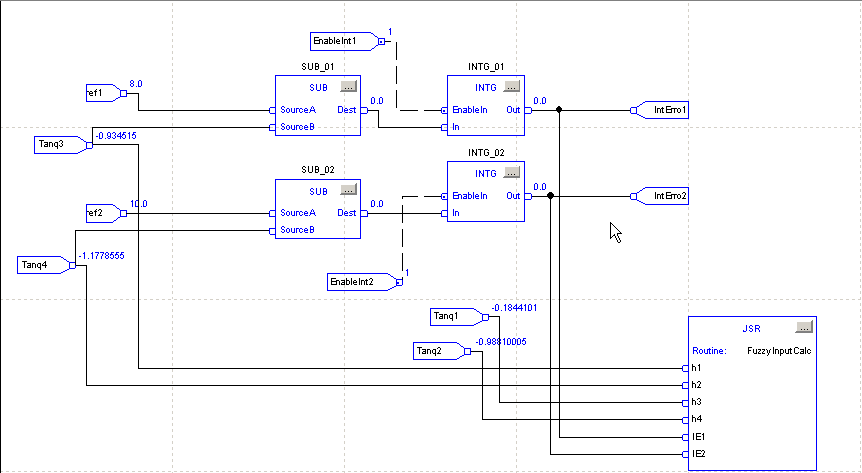 1
EnableInt1
SUB_01
INTG_01
SUB
...
INTG
...
ref1
8.0
SourceA
Dest
0.0
EnableIn
Out
0.0
IntErro1
SourceB
In
Tanq3
-0.934515
SUB_02
INTG_02
SUB
...
INTG
...
ref2
10.0
SourceA
Dest
0.0
EnableIn
Out
0.0
IntErro2
SourceB
In
Tanq4
-1.1778555
EnableInt2
1
Tanq1
-0.1844101
Tanq2
-0.98810005
JSR
...
Routine:
FuzzyInputCalc
h1
h2
h3
h4
IE1
IE2